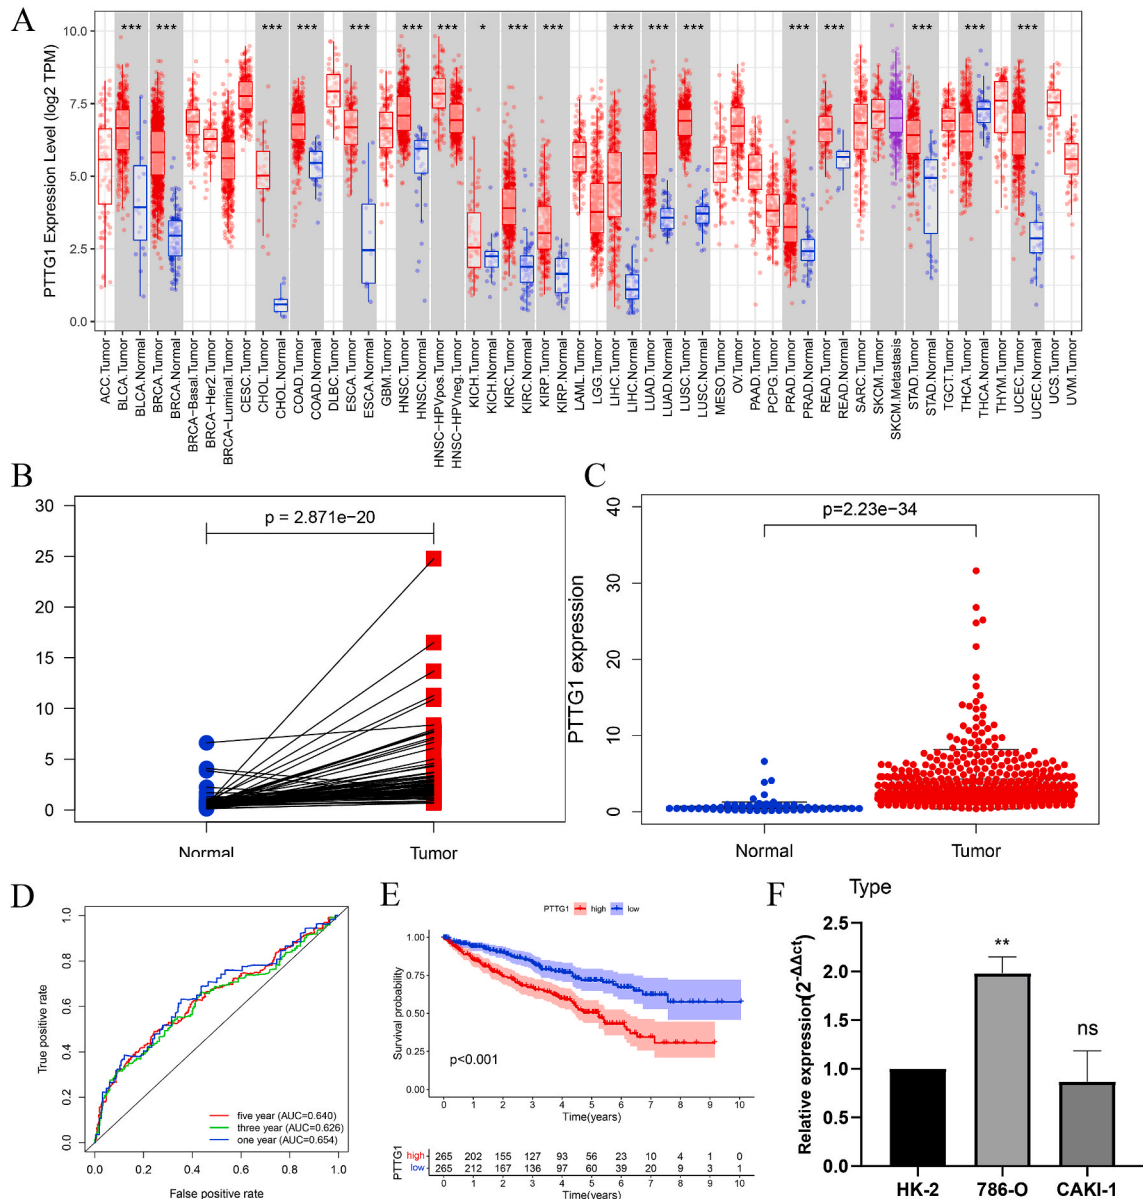 A
*** *** *** *** *** *** *** * *** *** *** *** *** *** *** *** *** ***
PTTG1 Expression Level (log2 TPM)
10.0
7.5
5.0
2.5
0.0
ACC.Tumor
BLCA.Tumor
BLCA.Normal
BRCA.Tumor
BRCA.Normal
BRCA−Basal.Tumor
BRCA−Her2.Tumor
BRCA−Luminal.Tumor
CESC.Tumor
CHOL.Tumor
CHOL.Normal
COAD.Tumor
COAD.Normal
DLBC.Tumor
ESCA.Tumor
ESCA.Normal
GBM.Tumor
HNSC.Tumor
HNSC.Normal
HNSC−HPVpos.Tumor
HNSC−HPVneg.Tumor
KICH.Tumor
KICH.Normal
KIRC.Tumor
KIRC.Normal
KIRP.Tumor
KIRP.Normal
LAML.Tumor
LGG.Tumor
LIHC.Tumor
LIHC.Normal
LUAD.Tumor
LUAD.Normal
LUSC.Tumor
LUSC.Normal
MESO.Tumor
OV.Tumor
PAAD.Tumor
PCPG.Tumor
PRAD.Tumor
PRAD.Normal
READ.Tumor
READ.Normal
SARC.Tumor
SKCM.Tumor
SKCM.Metastasis
STAD.Tumor
STAD.Normal
TGCT.Tumor
THCA.Tumor
THCA.Normal
THYM.Tumor
UCEC.Tumor
UCEC.Normal
UCS.Tumor
UVM.Tumor
B
p = 2.871e−20
30
25
20
15
10
5
0
Normal
Tumor
C
p=2.23e−34
PTTG1 expression
40
30
20
10
0
Normal
Tumor
Type
D
True positive rate
1.0
0.8
0.6
0.4
0.2
0.0
five year (AUC=0.640)
three year (AUC=0.626)
one year (AUC=0.654)
0.0 0.2 0.4 0.6 0.8 1.0
False positive rate
E
PTTG1 high low
Survival probability
1.00
0.75
0.50
0.25
0.00
p<0.001
0 1 2 3 4 5 6 7 8 9 10
Time(years)
PTTG1
high 265 202 155 127 93 56 23 10 4 1 0
low 265 212 167 136 97 60 39 20 9 3 1
0 1 2 3 4 5 6 7 8 9 10
Time(years)
F
Relative expression(2^-ΔΔct)
2.5
2.0
1.5
1.0
0.5
0.0
**
ns
HK-2
786-O
CAKI-1